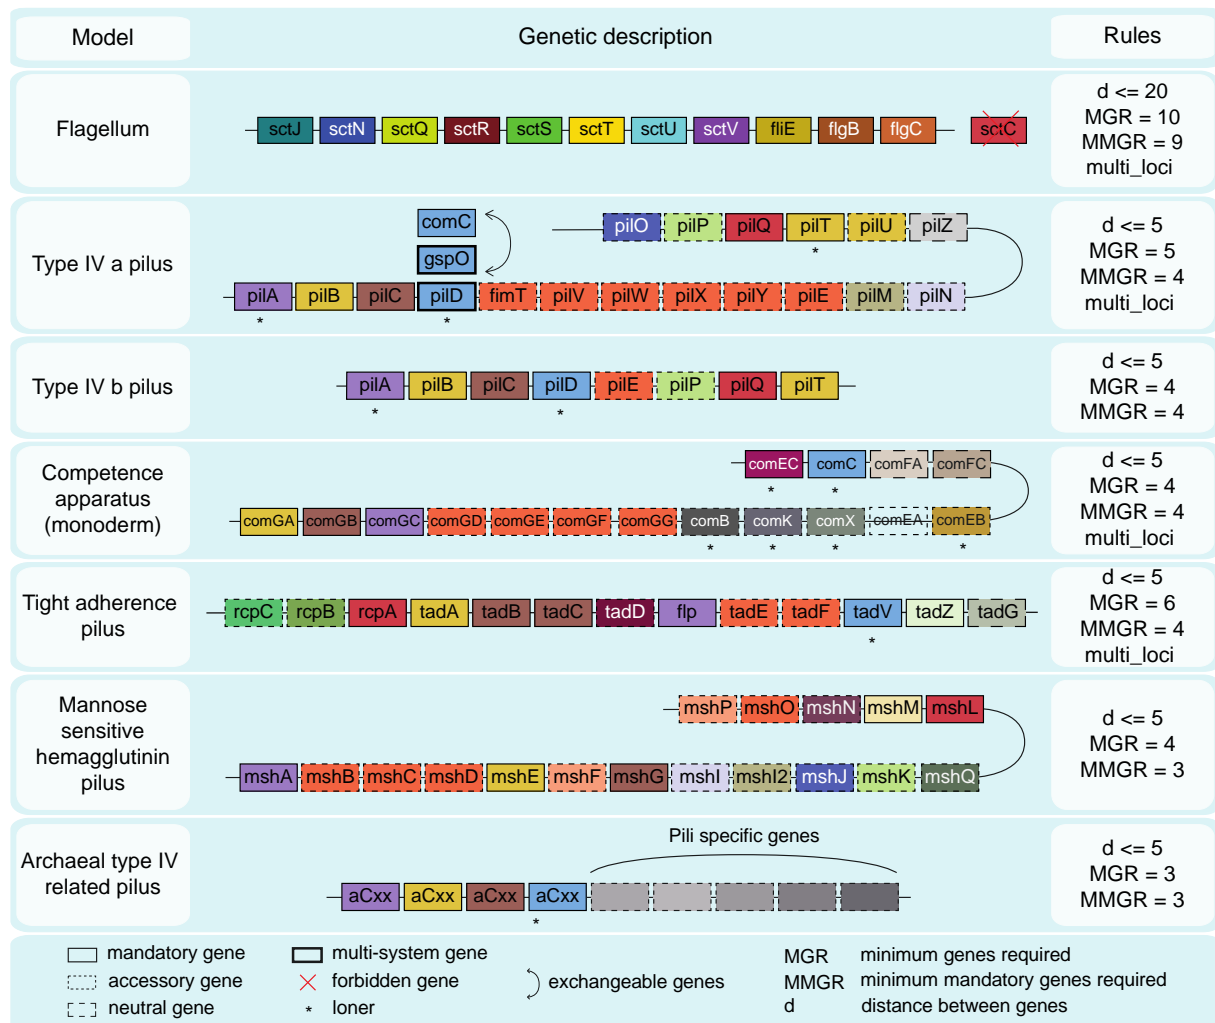 Model Genetic description Rules
Flagellum
sctJ sctN sctQ sctR sctS sctT sctU sctV fliE flgB flgC sctC
d <= 20
MGR = 10
MMGR = 9
multi_loci
Type IV a pilus
comC
gspO
pilO pilP pilQ pilT pilU pilZ
*
pilA pilB pilC pilD fimT pilV pilW pilX pilY pilE pilM pilN
* *
d <= 5
MGR = 5
MMGR = 4
multi_loci
Type IV b pilus
pilA pilB pilC pilD pilE pilP pilQ pilT
* *
d <= 5
MGR = 4
MMGR = 4
Competence
apparatus
(monoderm)
comEC comC comFA comFC
* *
comGA comGB comGC comGD comGE comGF comGG comB comK comX comEA comEB
* * * *
d <= 5
MGR = 4
MMGR = 4
multi_loci
Tight adherence
pilus
rcpC rcpB rcpA tadA tadB tadC tadD flp tadE tadF tadV tadZ tadG
*
d <= 5
MGR = 6
MMGR = 4
multi_loci
Mannose
sensitive
hemagglutinin
pilus
mshP mshO mshN mshM mshL
mshA mshB mshC mshD mshE mshF mshG mshI mshI2 mshJ mshK mshQ
d <= 5
MGR = 4
MMGR = 3
Archaeal type IV
related pilus
Pili specific genes
aCxx aCxx aCxx aCxx
*
d <= 5
MGR = 3
MMGR = 3
mandatory gene
accessory gene
neutral gene
multi-system gene
forbidden gene
* loner
exchangeable genes
MGR minimum genes required
MMGR minimum mandatory genes required
d distance between genes